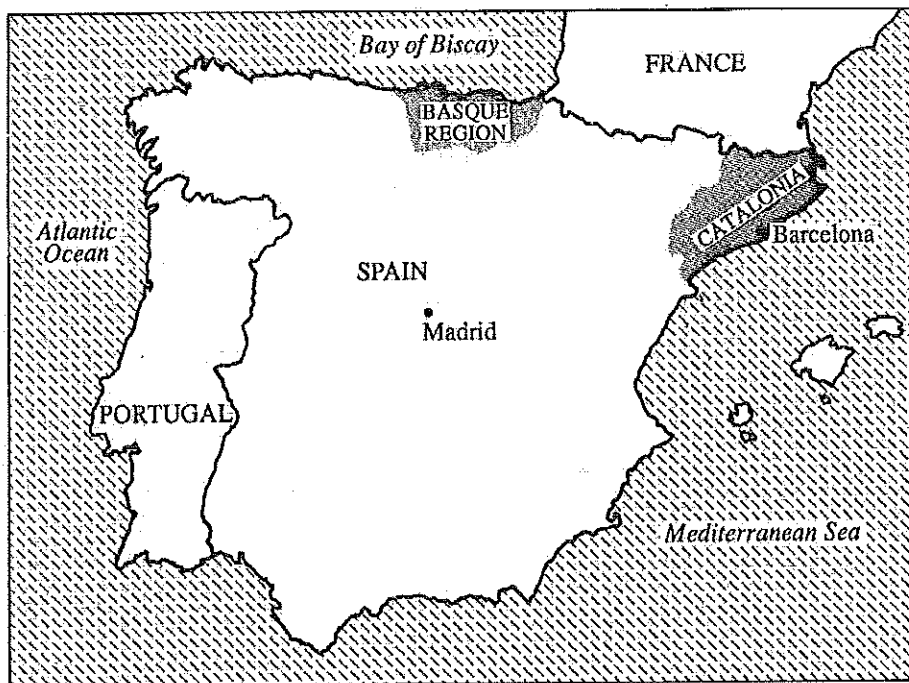 Bay of Biscay
FRANCE
BASQUE
REGION
CATALONIA
Atlantic
Ocean
Barcelona
SPAIN
Madrid
PORTUGAL
Mediterranean Sea